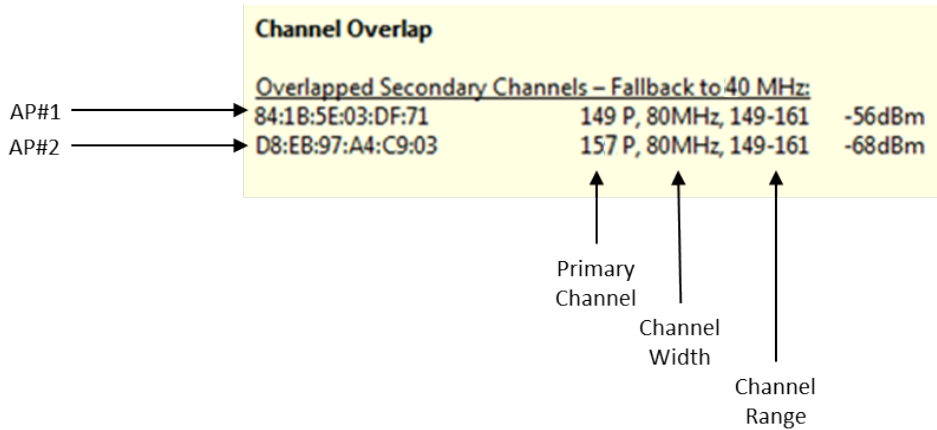 Channel Overlap
Overlapped Secondary Channels – Fallback to 40 MHz:
AP#1
84:1B:5E:03:DF:71 149 P, 80MHz, 149-161 -56dBm
AP#2
D8:EB:97:A4:C9:03 157 P, 80MHz, 149-161 -68dBm
Primary
Channel
Channel
Width
Channel
Range